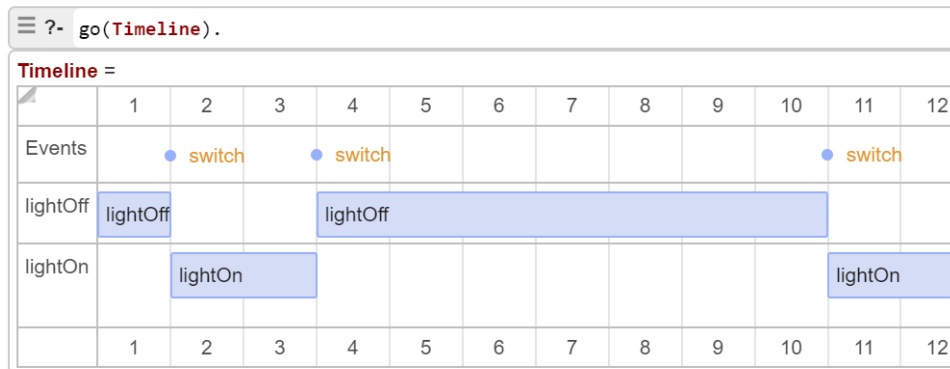 ?- go(Timeline).
Timeline =
1 2 3 4 5 6 7 8 9 10 11 12
Events switch switch switch
lightOff lightOff lightOff
lightOn lightOn lightOn
1 2 3 4 5 6 7 8 9 10 11 12